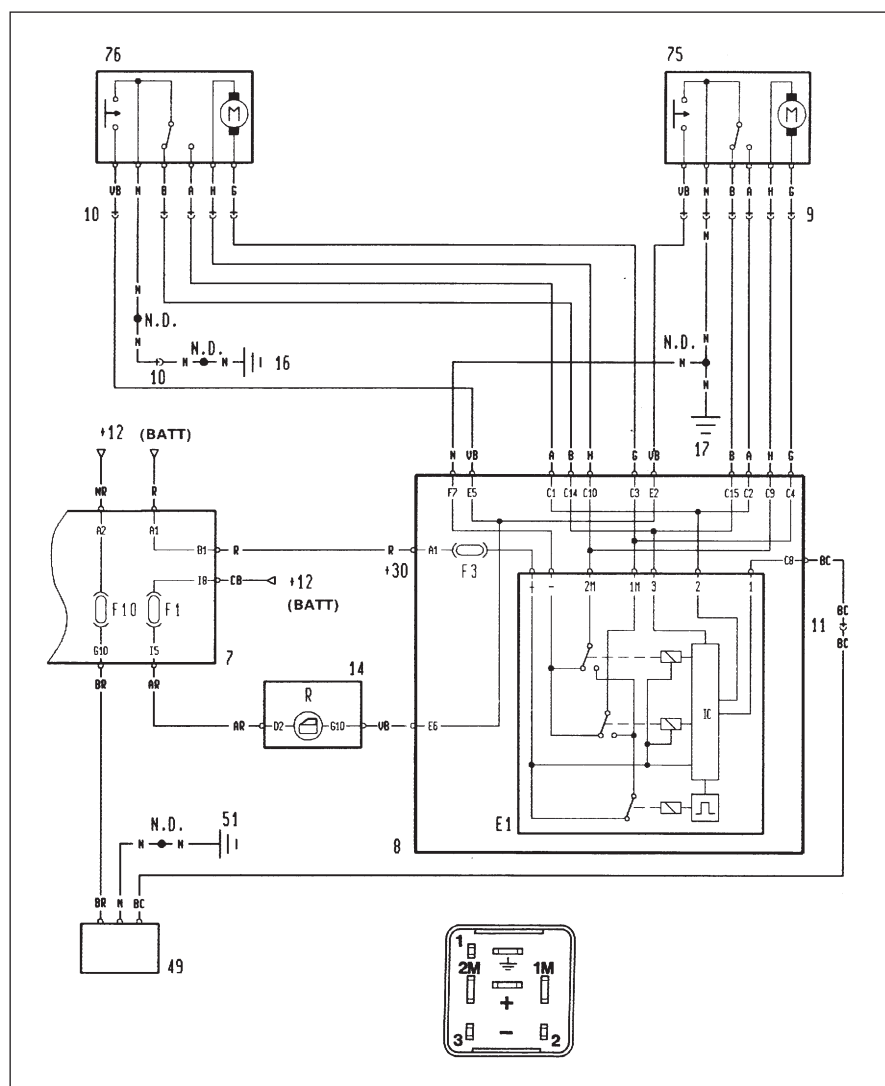 76
75
M
M
VB N B A H G
VB N B A H G
10
9
N
N
N.D.
N
N
N.D.
N
10
N
N.D.
N
16
N
N
17
+12 (BATT)
NR
R
N VB A B H G VB B A H G
F7 E5 C1 C14 C10 C3 E2 C15 C2 C9 C4
A2
A1
B1
R
R
+30
A1
F3
C8
BC
I8
CB
+12
(BATT)
+ - 2M 1M 3 2 1
F10
F1
BC
11
BC
G10
I5
7
BR
AR
14
R
AR
D2
G10
VB
E6
IC
E1
8
N.D.
51
N
N
BR
N
BC
49
1
2M
1M
+
3
-
2